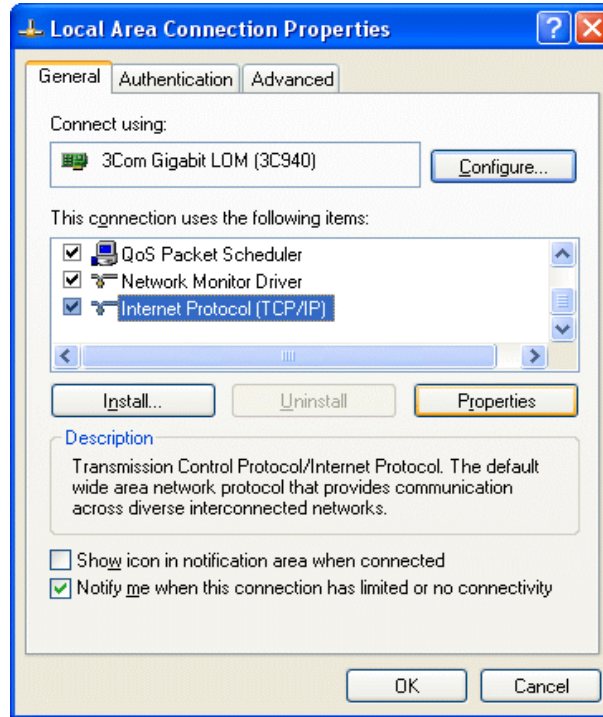 Local Area Connection Properties
General Authentication Advanced
Connect using:
3Com Gigabit LOM (3C940)
Configure...
This connection uses the following items:
QoS Packet Scheduler
Network Monitor Driver
Internet Protocol (TCP/IP)
Install... Uninstall Properties
Description
Transmission Control Protocol/Internet Protocol. The default
wide area network protocol that provides communication
across diverse interconnected networks.
Show icon in notification area when connected
Notify me when this connection has limited or no connectivity
OK Cancel